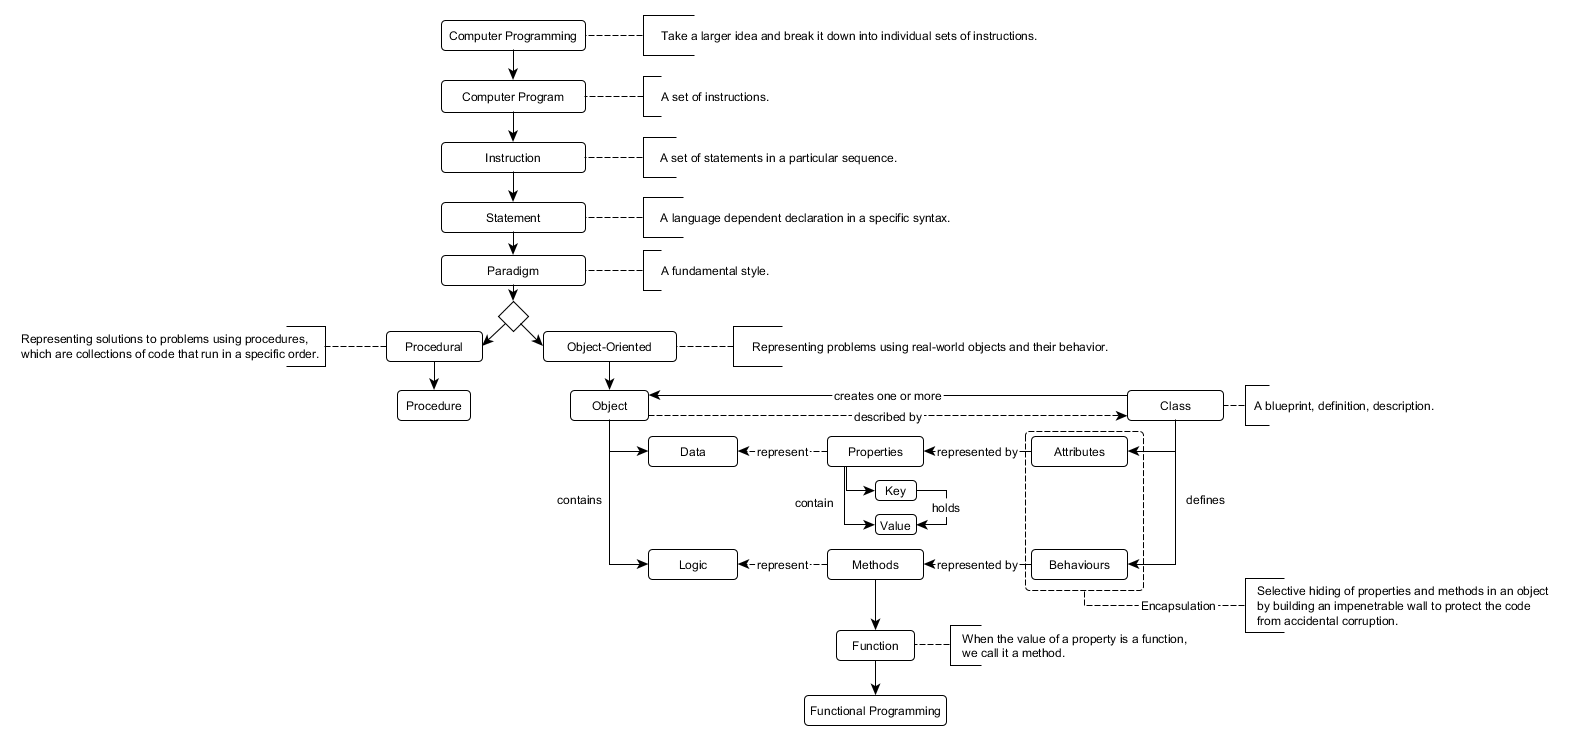 Computer Programming
Take a larger idea and break it down into individual sets of instructions.
Computer Program
A set of instructions.
Instruction
A set of statements in a particular sequence.
Statement
A language dependent declaration in a specific syntax.
Paradigm
A fundamental style.
Representing solutions to problems using procedures,
which are collections of code that run in a specific order.
Procedural
Object-Oriented
Representing problems using real-world objects and their behavior.
Procedure
Object
creates one or more
described by
Class
A blueprint, definition, description.
Data
represent
Properties
represented by
Attributes
contains
contain
Key
holds
Value
defines
Logic
represent
Methods
represented by
Behaviours
Encapsulation
Selective hiding of properties and methods in an object
by building an impenetrable wall to protect the code
from accidental corruption.
Function
When the value of a property is a function,
we call it a method.
Functional Programming